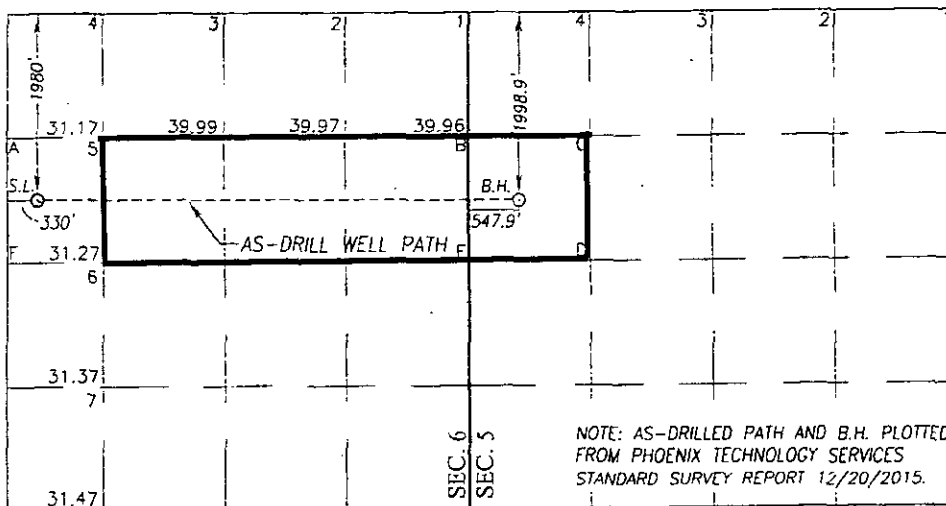 4 3 2 1 4 3 2
1980'
1998.9'
31.17 39.99 39.97 39.96
A 5 B C
S.L. B.H.
330' 547.9'
AS-DRILL WELL PATH
F 31.27 E D
6
31.37
7
SEC. 6 SEC. 5
NOTE: AS-DRILLED PATH AND B.H. PLOTTED
FROM PHOENIX TECHNOLOGY SERVICES
STANDARD SURVEY REPORT 12/20/2015.
31.47